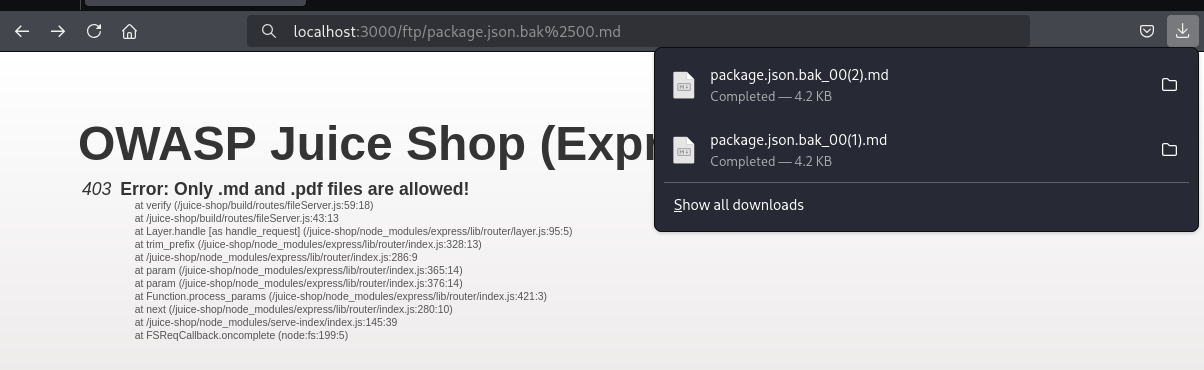 localhost:3000/ftp/package.json.bak%2500.md
package.json.bak_00(2).md
Completed — 4.2 KB
package.json.bak_00(1).md
Completed — 4.2 KB
Show all downloads
OWASP Juice Shop (Expr
403 Error: Only .md and .pdf files are allowed!
at verify (/juice-shop/build/routes/fileServer.js:59:18)
at /juice-shop/build/routes/fileServer.js:43:13
at Layer.handle [as handle_request] (/juice-shop/node_modules/express/lib/router/layer.js:95:5)
at trim_prefix (/juice-shop/node_modules/express/lib/router/index.js:328:13)
at /juice-shop/node_modules/express/lib/router/index.js:286:9
at param (/juice-shop/node_modules/express/lib/router/index.js:365:14)
at param (/juice-shop/node_modules/express/lib/router/index.js:376:14)
at Function.process_params (/juice-shop/node_modules/express/lib/router/index.js:421:3)
at next (/juice-shop/node_modules/express/lib/router/index.js:280:10)
at /juice-shop/node_modules/serve-index/index.js:145:39
at FSReqCallback.oncomplete (node:fs:199:5)